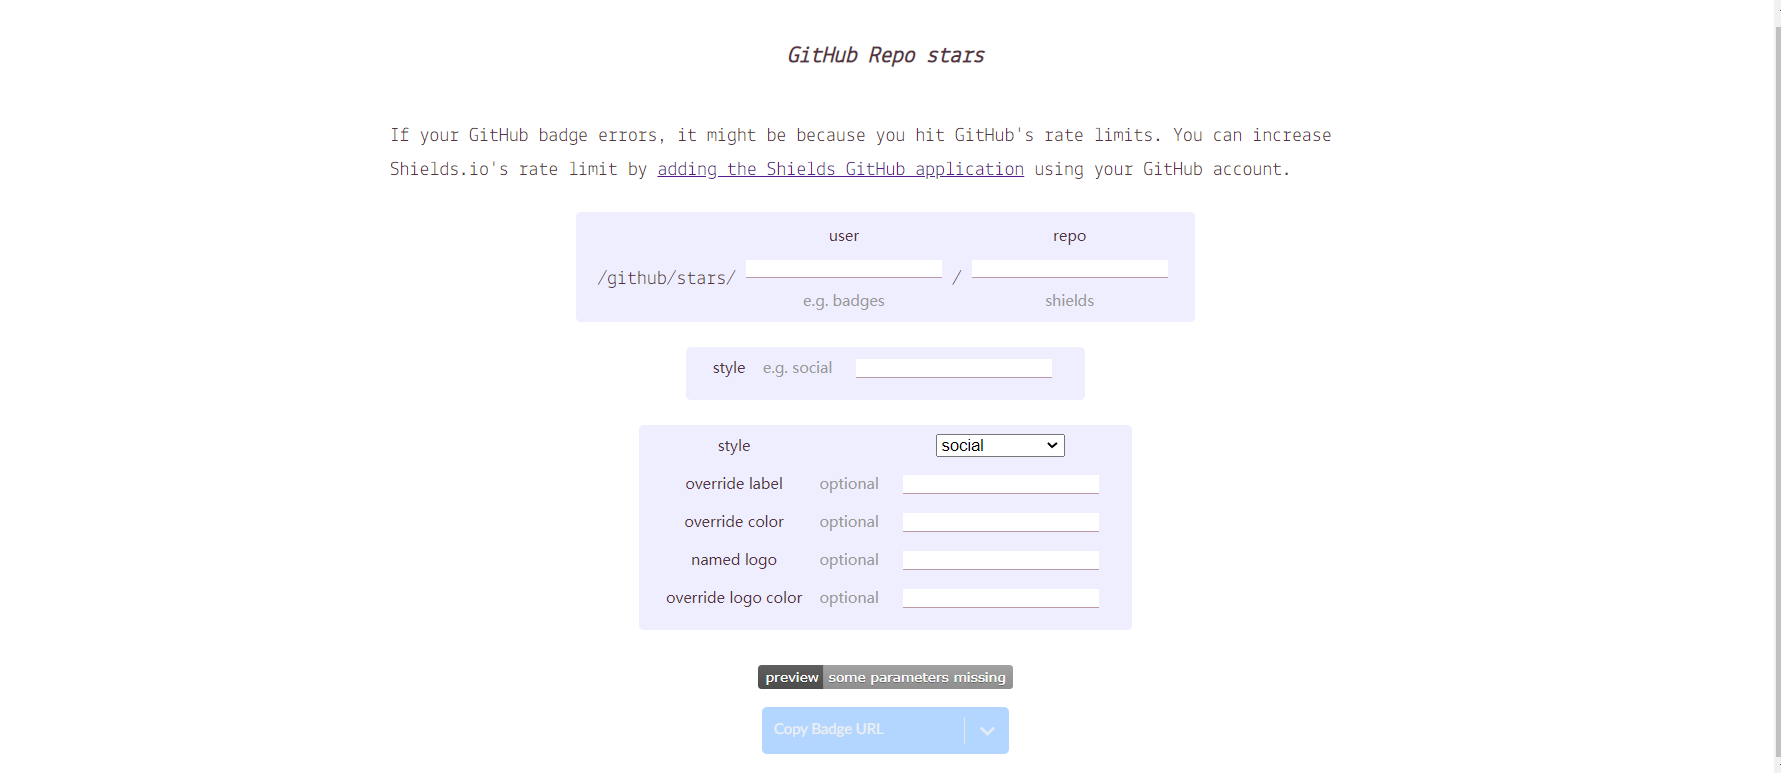 GitHub Repo stars
If your GitHub badge errors, it might be because you hit GitHub's rate limits. You can increase
Shields.io's rate limit by adding the Shields GitHub application using your GitHub account.
user repo
/github/stars/ /
e.g. badges shields
style e.g. social
style social
override label optional
override color optional
named logo optional
override logo color optional
preview some parameters missing
Copy Badge URL